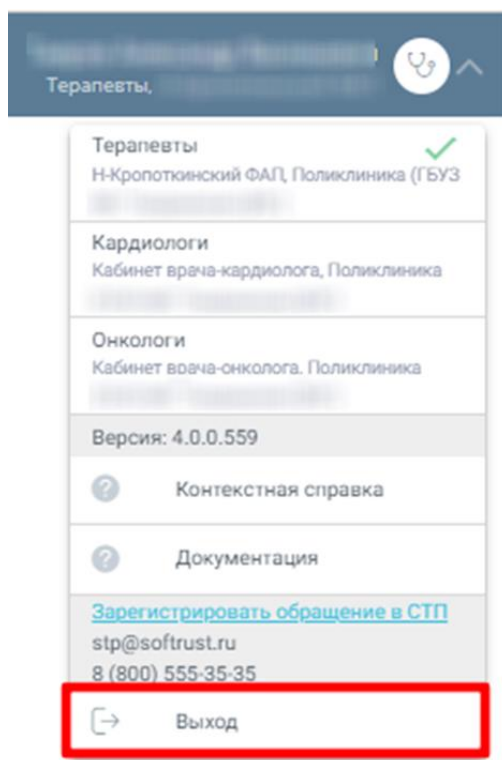 Терапевты,
Терапевты
Н-Кропоткинский ФАП, Поликлиника (ГБУЗ
Кардиологи
Кабинет врача-кардиолога, Поликлиника
Онкологи
Кабинет врача-онколога. Поликлиника
Версия: 4.0.0.559
Контекстная справка
Документация
Зарегистрировать обращение в СТП
stp@softrust.ru
8 (800) 555-35-35
Выход